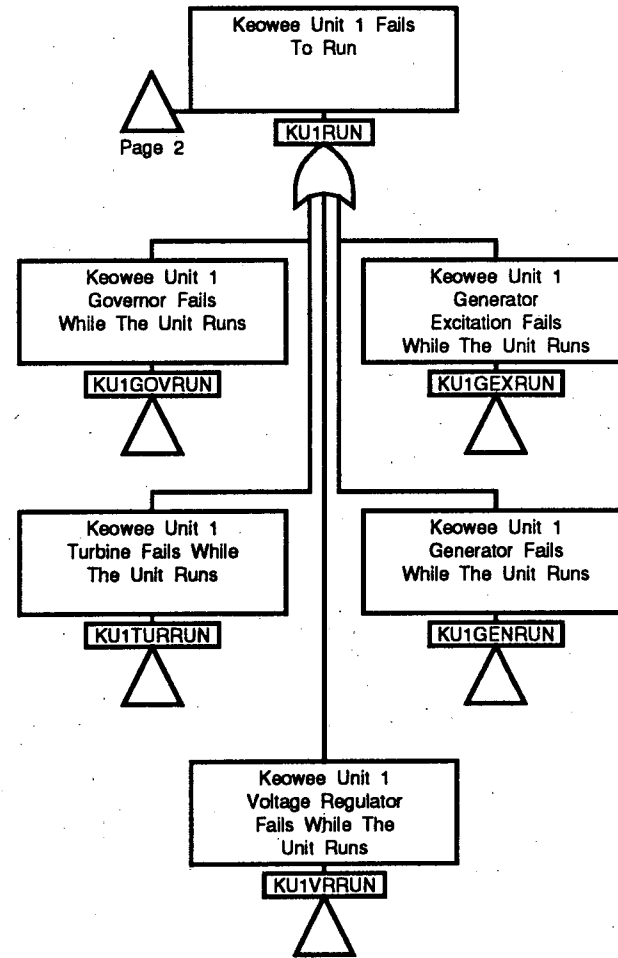 Keowee Unit 1 Fails
To Run
Page 2
KU1RUN
Keowee Unit 1
Governor Fails
While The Unit Runs
KU1GOVRUN
Keowee Unit 1
Generator
Excitation Fails
While The Unit Runs
KU1GEXRUN
Keowee Unit 1
Turbine Fails While
The Unit Runs
KU1TURRUN
Keowee Unit 1
Generator Fails
While The Unit Runs
KU1GENRUN
Keowee Unit 1
Voltage Regulator
Fails While The
Unit Runs
KU1VRRUN